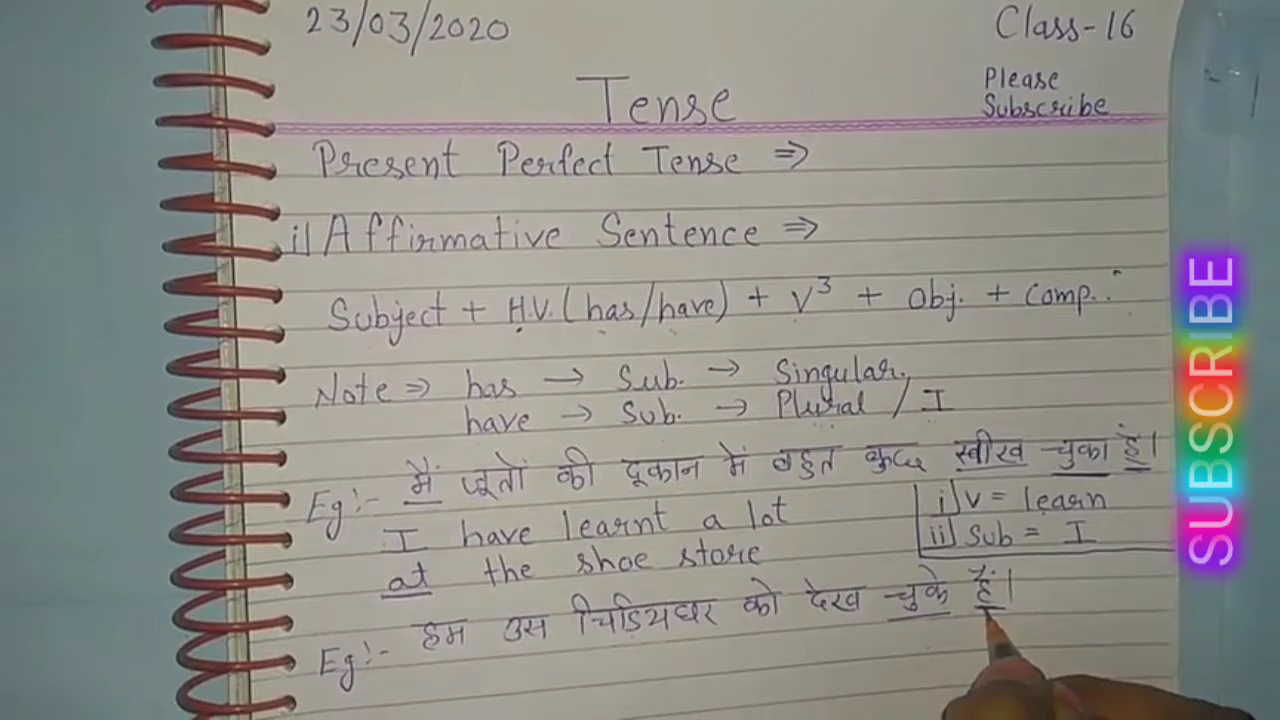 23/03/2020
Class-16
Please
Subscribe
Tense
Present Perfect Tense ⇒
i) Affirmative Sentence ⇒
Subject + H.V. (has/have) + V³ + Obj. + Comp..
Note ⇒ has → Sub. → Singular.
have → Sub. → Plural / I
Eg:- मैं जूतों की दूकान में बहुत कुछ सीख चुका हूं।
I have learnt a lot
at the shoe store
i) V = learn
ii) Sub = I
Eg:- हम उस चिड़ियघर को देख चुके हैं।
SUBSCRIBE